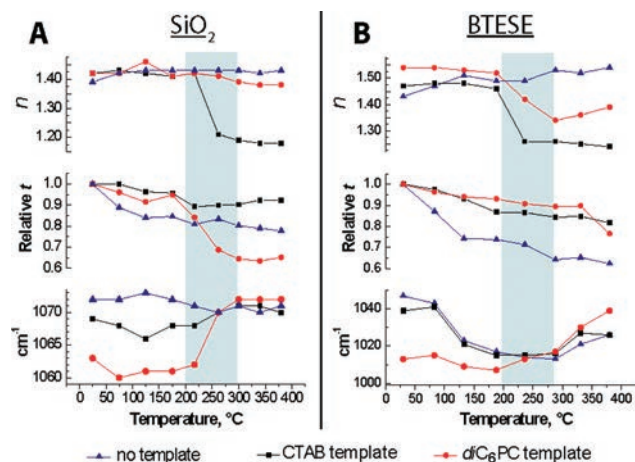 A SiO2
n
1.40
1.30
1.20
Relative t
1.0
0.9
0.8
0.7
0.6
cm-1
1070
1060
0 50 100 150 200 250 300 350 400
Temperature, °C
B BTESE
n
1.50
1.40
1.30
Relative t
1.0
0.9
0.8
0.7
0.6
cm-1
1040
1020
1000
0 50 100 150 200 250 300 350 400
Temperature, °C
no template CTAB template diC6PC template